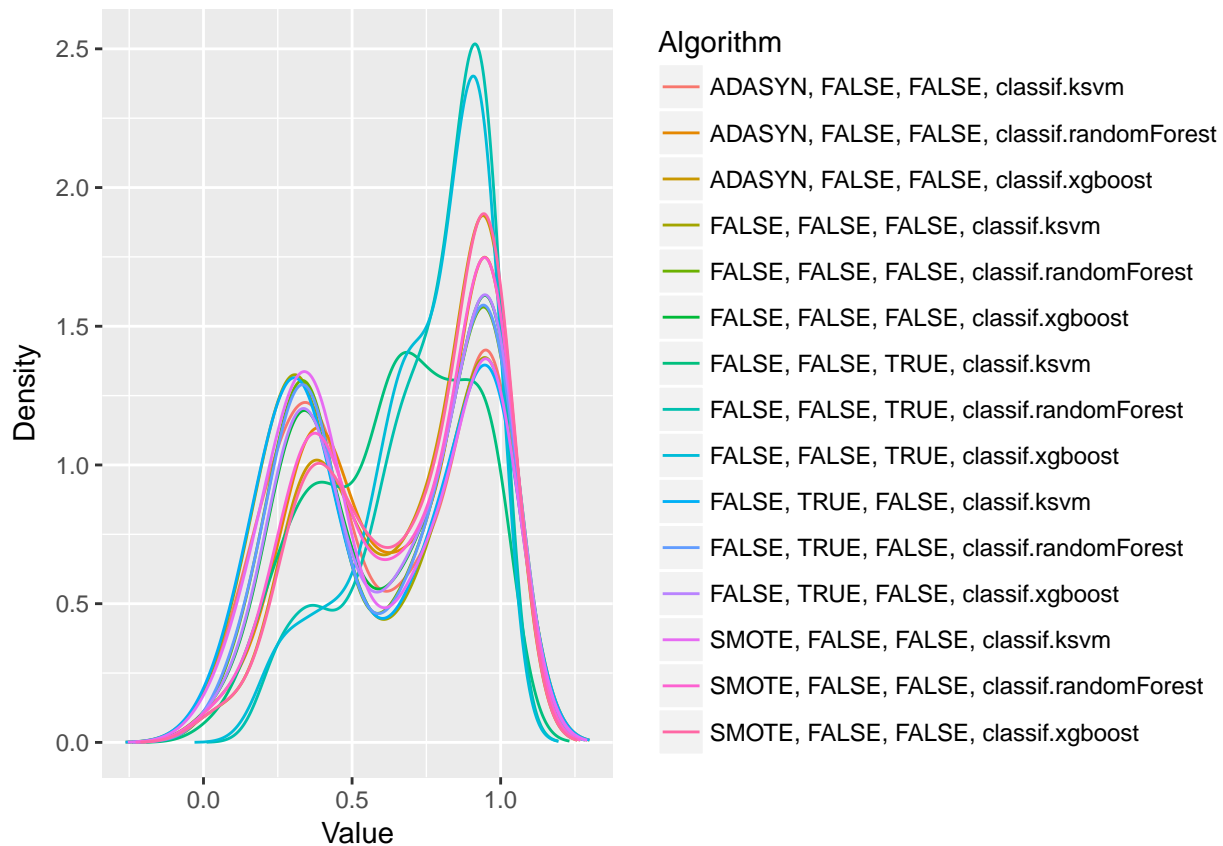 2.5
2.0
1.5
1.0
0.5
0.0
Density
0.0 0.5 1.0
Value
Algorithm
ADASYN, FALSE, FALSE, classif.ksvm
ADASYN, FALSE, FALSE, classif.randomForest
ADASYN, FALSE, FALSE, classif.xgboost
FALSE, FALSE, FALSE, classif.ksvm
FALSE, FALSE, FALSE, classif.randomForest
FALSE, FALSE, FALSE, classif.xgboost
FALSE, FALSE, TRUE, classif.ksvm
FALSE, FALSE, TRUE, classif.randomForest
FALSE, FALSE, TRUE, classif.xgboost
FALSE, TRUE, FALSE, classif.ksvm
FALSE, TRUE, FALSE, classif.randomForest
FALSE, TRUE, FALSE, classif.xgboost
SMOTE, FALSE, FALSE, classif.ksvm
SMOTE, FALSE, FALSE, classif.randomForest
SMOTE, FALSE, FALSE, classif.xgboost